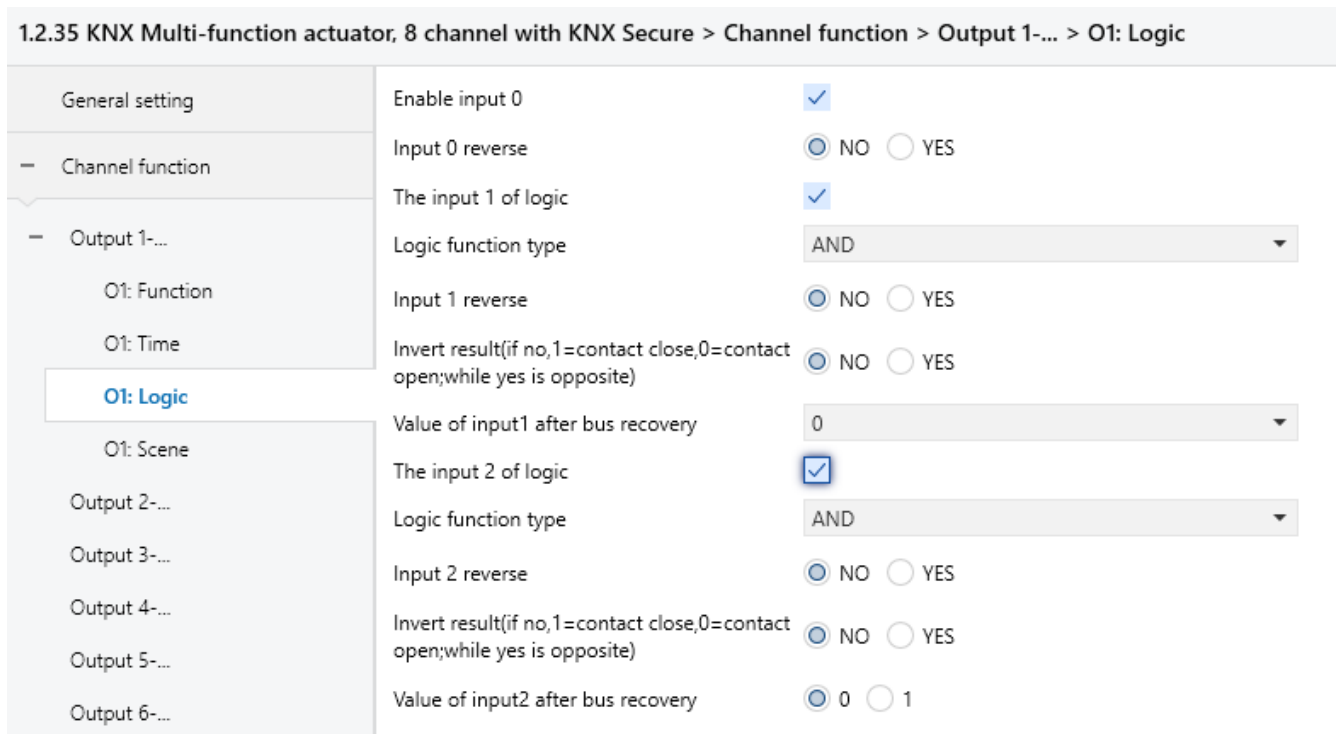 1.2.35 KNX Multi-function actuator, 8 channel with KNX Secure > Channel function > Output 1-... > O1: Logic
General setting
Channel function
Output 1-...
O1: Function
O1: Time
O1: Logic
O1: Scene
Output 2-...
Output 3-...
Output 4-...
Output 5-...
Output 6-...
Enable input 0
Input 0 reverse NO YES
The input 1 of logic
Logic function type AND
Input 1 reverse NO YES
Invert result(if no,1=contact close,0=contact
open;while yes is opposite) NO YES
Value of input1 after bus recovery 0
The input 2 of logic
Logic function type AND
Input 2 reverse NO YES
Invert result(if no,1=contact close,0=contact
open;while yes is opposite) NO YES
Value of input2 after bus recovery 0 1